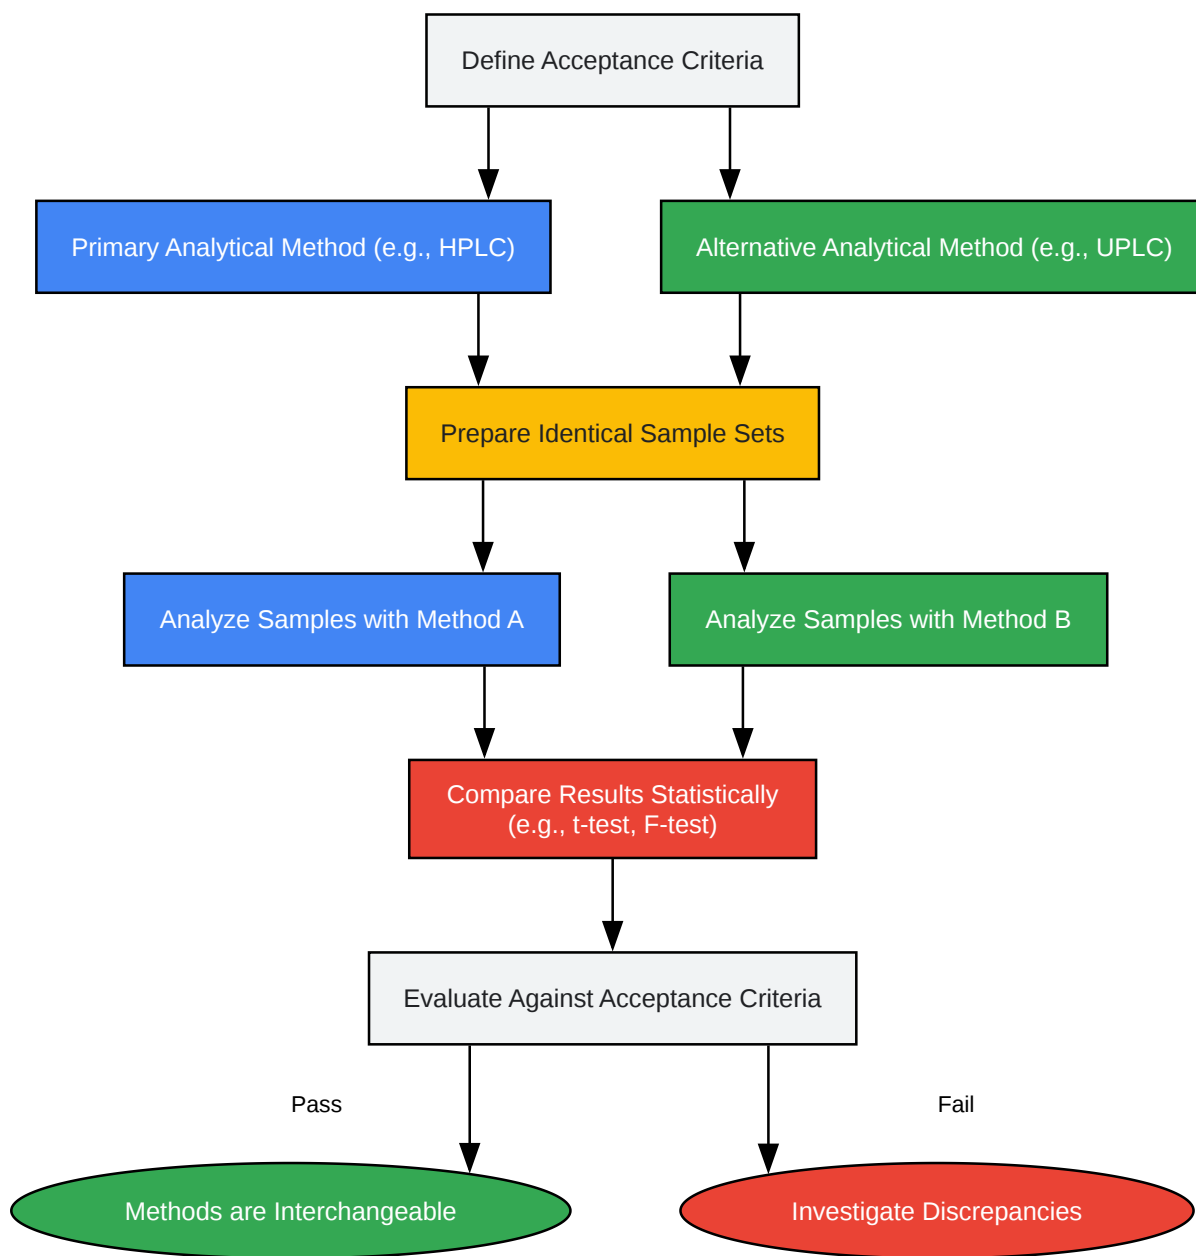 Define Acceptance Criteria
Primary Analytical Method (e.g., HPLC)
Alternative Analytical Method (e.g., UPLC)
Prepare Identical Sample Sets
Analyze Samples with Method A
Analyze Samples with Method B
Compare Results Statistically
(e.g., t-test, F-test)
Evaluate Against Acceptance Criteria
Pass
Fail
Methods are Interchangeable
Investigate Discrepancies